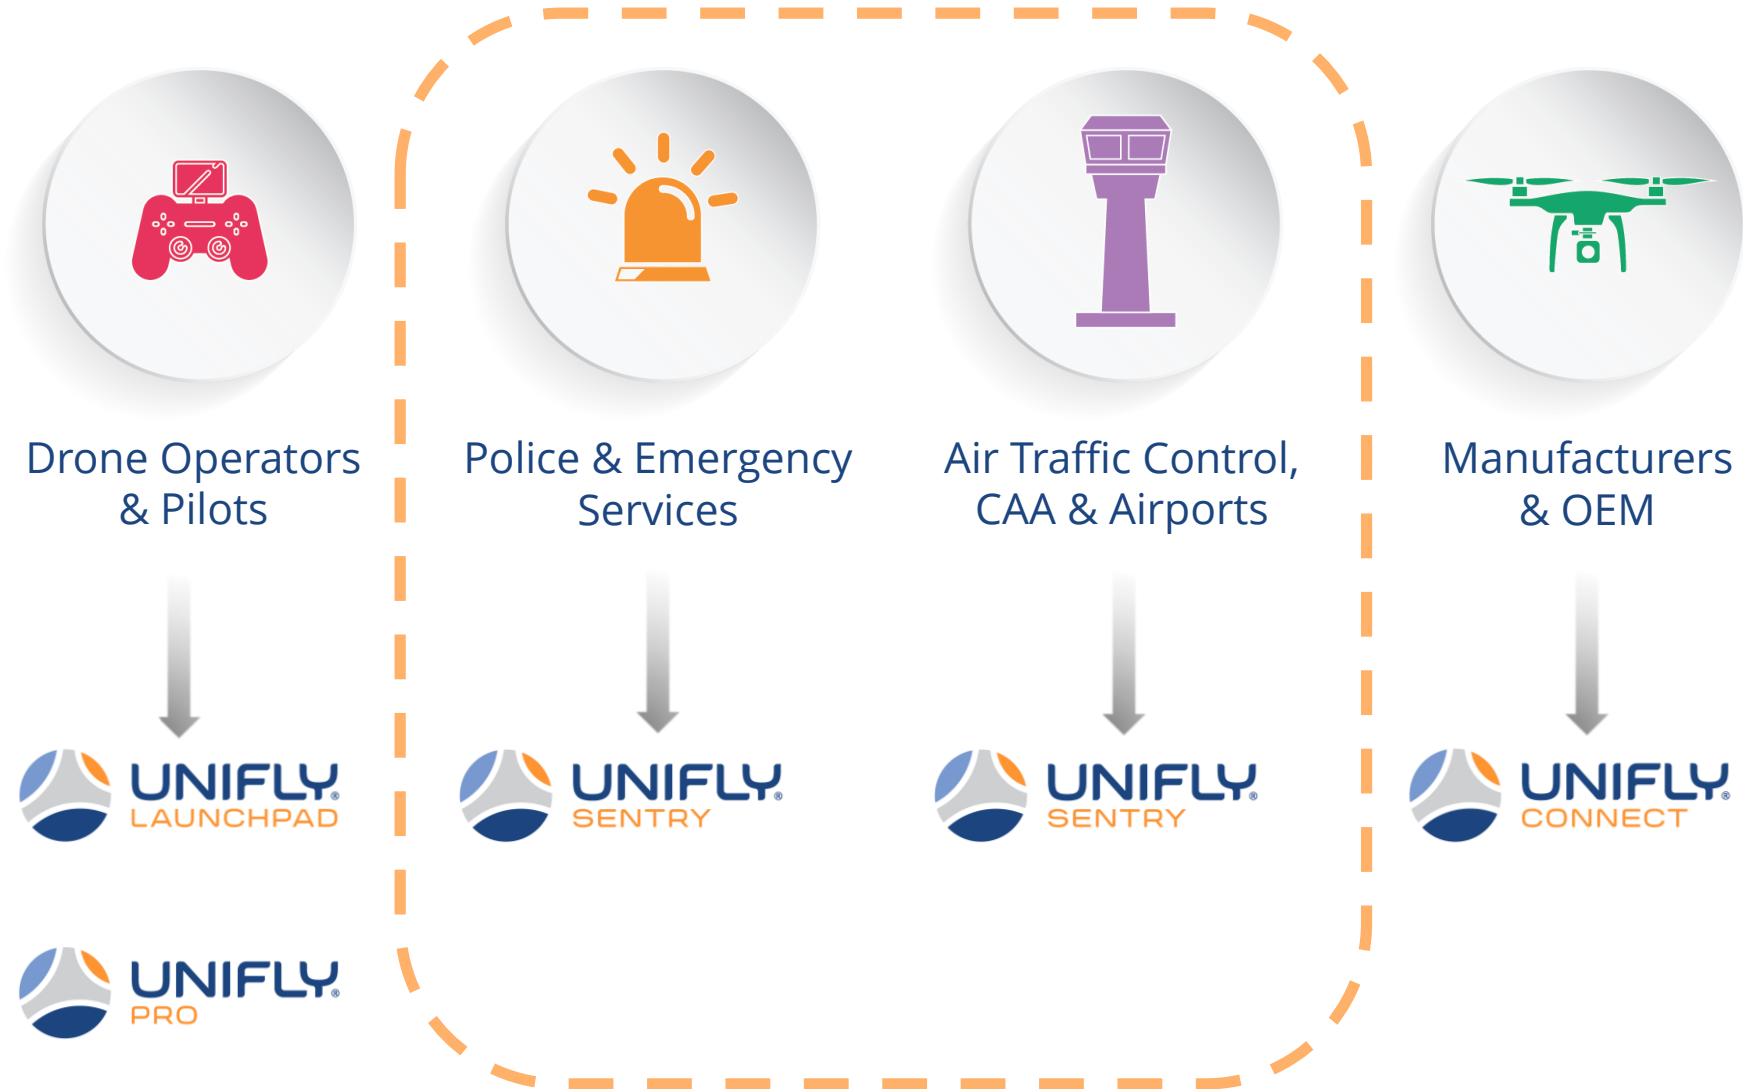 Drone Operators
& Pilots
Police & Emergency
Services
Air Traffic Control,
CAA & Airports
Manufacturers
& OEM
UNIFLY®
LAUNCHPAD
UNIFLY®
SENTRY
UNIFLY®
SENTRY
UNIFLY®
CONNECT
UNIFLY®
PRO